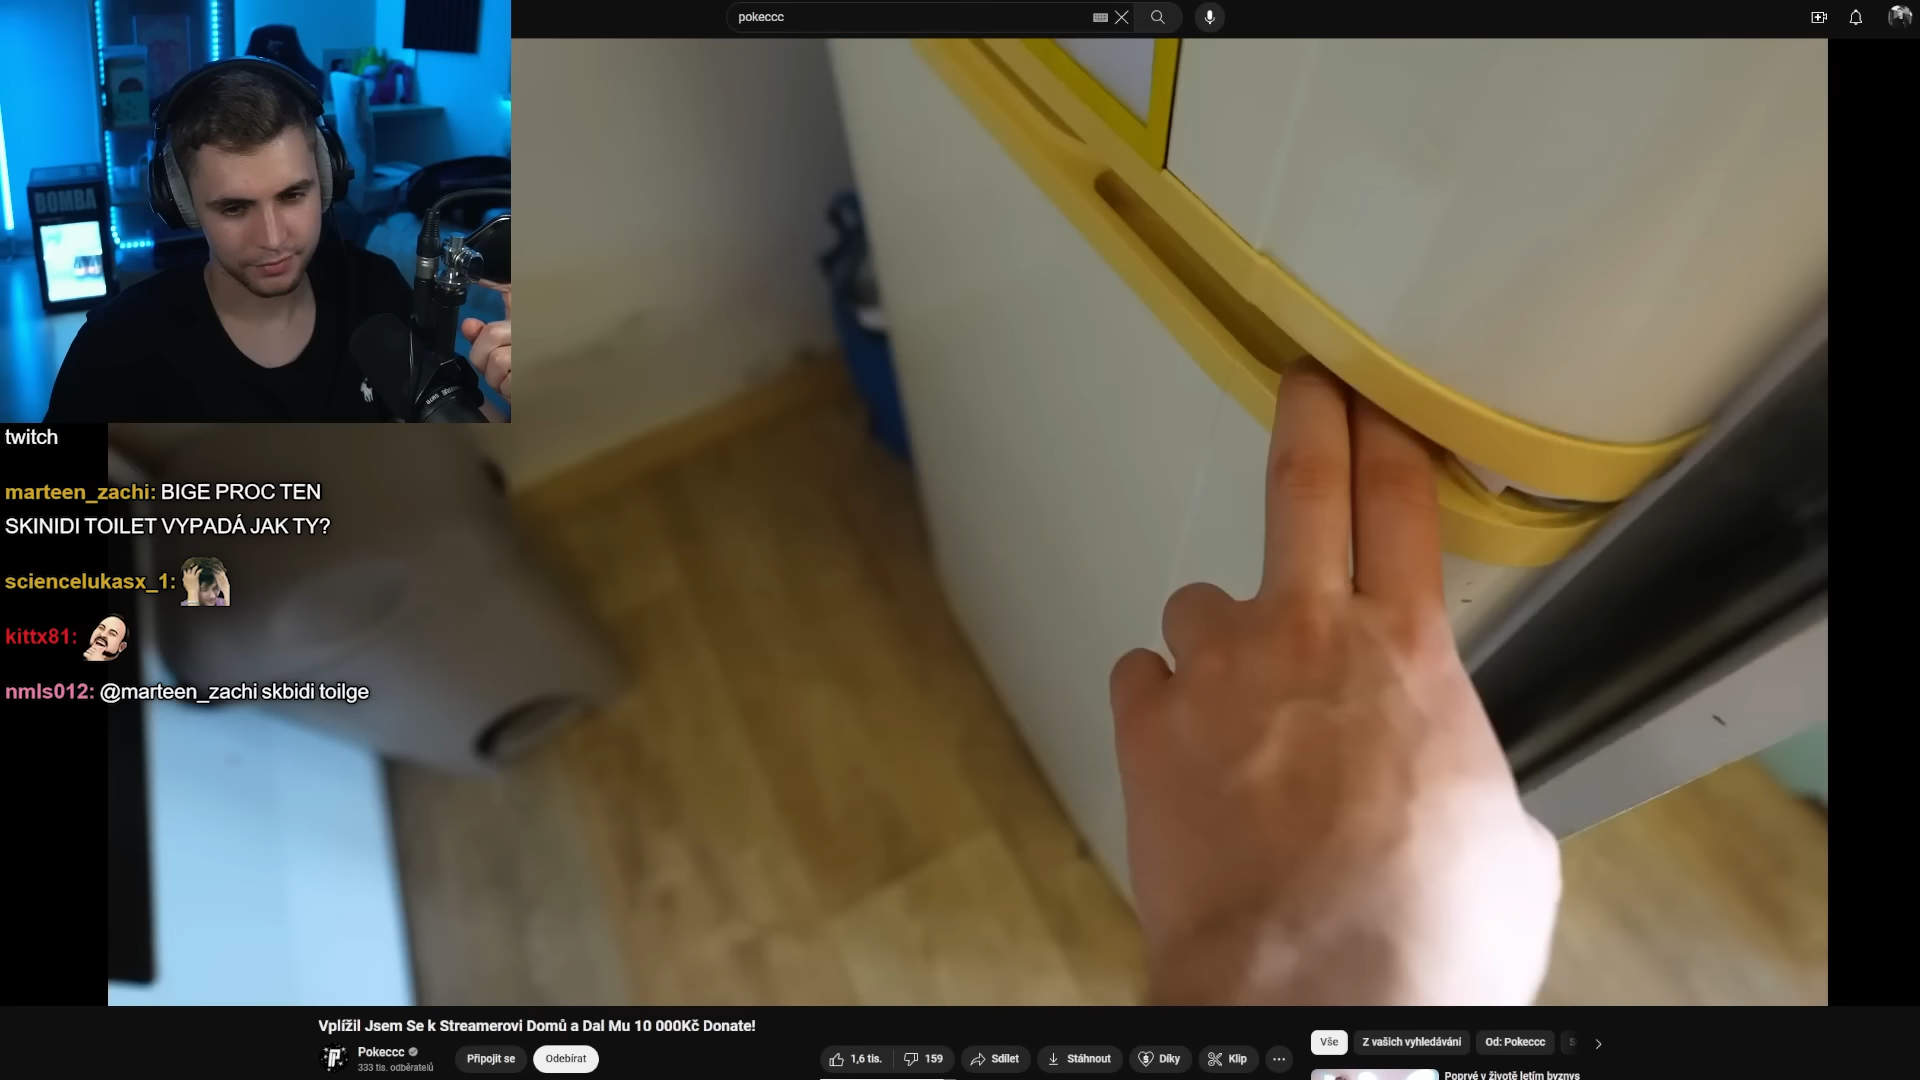 pokeccc
BOMBA
twitch
marteen_zachi: BIGE PROC TEN
SKINIDI TOILET VYPADÁ JAK TY?
sciencelukasx_1:
kittx81:
nmls012: @marteen_zachi skbidi toilge
Vplížil Jsem Se k Streamerovi Domů a Dal Mu 10 000Kč Donate!
Pokeccc
333 tis. odběratelů
Připojit se
Odebírat
1,6 tis.
159
Sdílet
Stáhnout
Díky
Klip
Vše
Z vašich vyhledávání
Od: Pokeccc
Poprvé v životě letím byznys